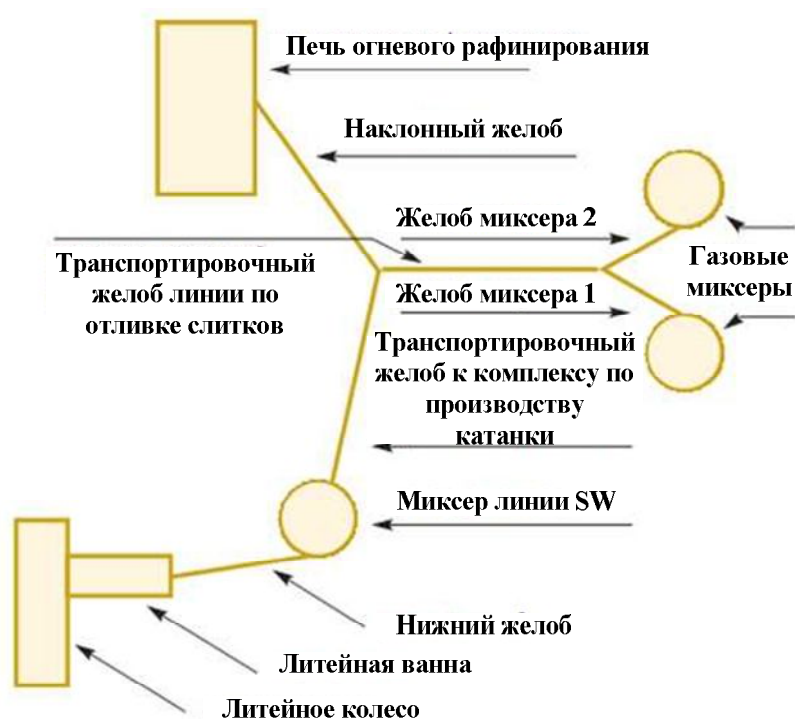 Печь огневого рафинирования
Наклонный желоб
Желоб миксера 2
Транспортировочный
желоб линии по
отливке слитков
Газовые
миксеры
Желоб миксера 1
Транспортировочный
желоб к комплексу по
производству
катанки
Миксер линии SW
Нижний желоб
Литейная ванна
Литейное колесо